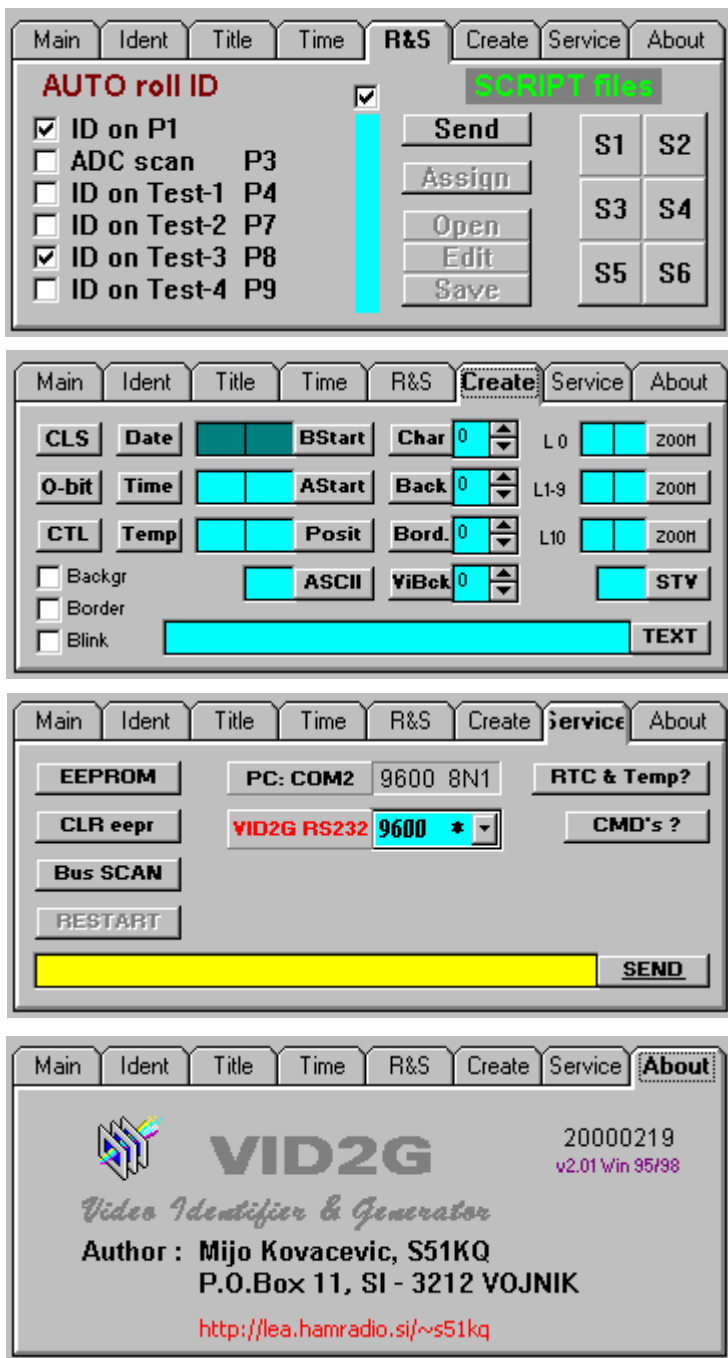 Main Ident Title Time R&S Create Service About
AUTO roll ID
SCRIPT files
ID on P1
ADC scan P3
ID on Test-1 P4
ID on Test-2 P7
ID on Test-3 P8
ID on Test-4 P9
Send
Assign
Open
Edit
Save
S1 S2
S3 S4
S5 S6
Main Ident Title Time R&S Create Service About
CLS Date BStart Char 0 L 0 ZOOM
O-bit Time AStart Back 0 L1-9 ZOOM
CTL Temp Posit Bord. 0 L10 ZOOM
Backgr ASCII ViBck 0 STV
Border
Blink TEXT
Main Ident Title Time R&S Create Service About
EEPROM PC: COM2 9600 8N1 RTC & Temp?
CLR eepr VID2G RS232 9600 * CMD's ?
Bus SCAN
RESTART
SEND
Main Ident Title Time R&S Create Service About
VID2G
20000219
v2.01 Win 95/98
Video Identifier & Generator
Author : Mijo Kovacevic, S51KQ
P.O.Box 11, SI - 3212 VOJNIK
http://lea.hamradio.si/~s51kq